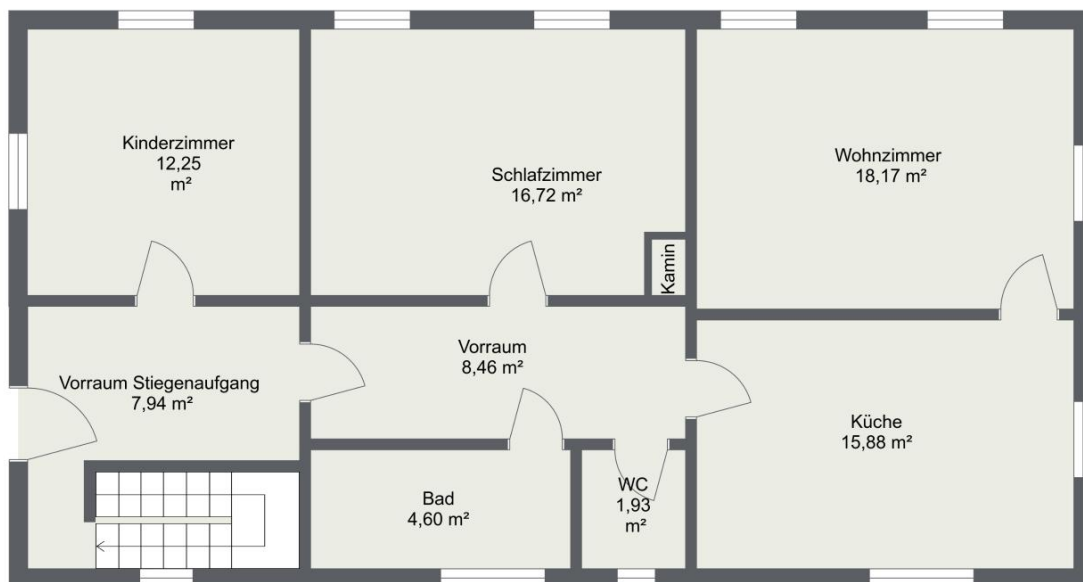 Kinderzimmer
12,25
m²
Schlafzimmer
16,72 m²
Wohnzimmer
18,17 m²
Kamin
Vorraum Stiegenaufgang
7,94 m²
Vorraum
8,46 m²
Küche
15,88 m²
Bad
4,60 m²
WC
1,93
m²